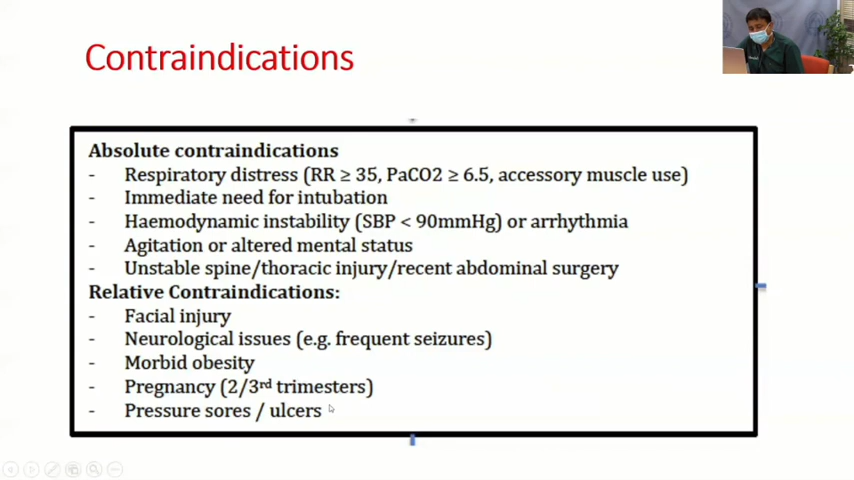 Contraindications
Absolute contraindications
- Respiratory distress (RR ≥ 35, PaCO2 ≥ 6.5, accessory muscle use)
- Immediate need for intubation
- Haemodynamic instability (SBP < 90mmHg) or arrhythmia
- Agitation or altered mental status
- Unstable spine/thoracic injury/recent abdominal surgery
Relative Contraindications:
- Facial injury
- Neurological issues (e.g. frequent seizures)
- Morbid obesity
- Pregnancy (2/3rd trimesters)
- Pressure sores / ulcers